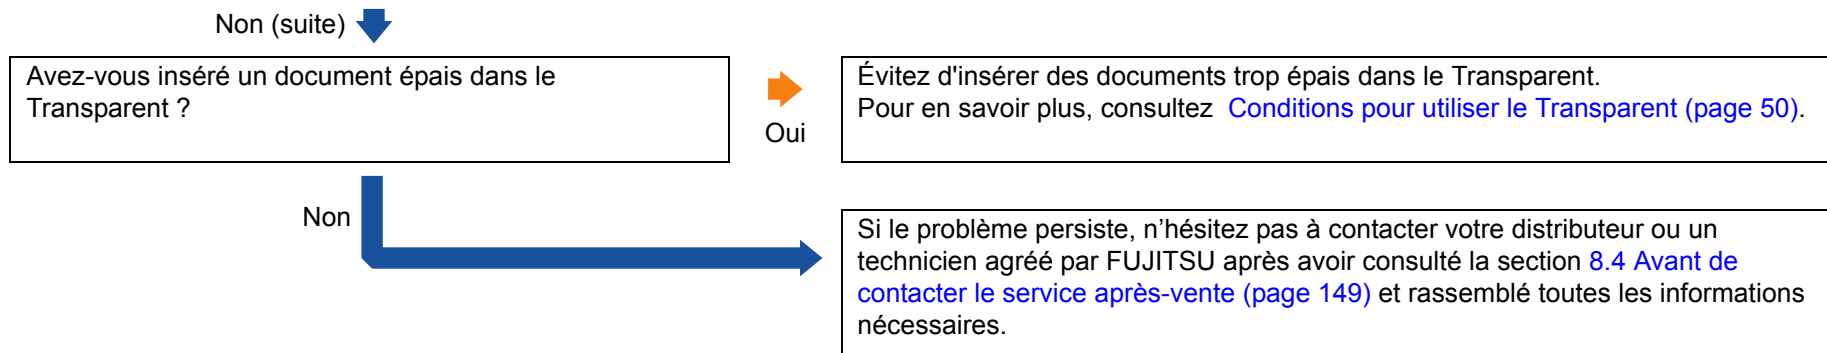 Non (suite)
Avez-vous inséré un document épais dans le
Transparent ?
Oui
Évitez d'insérer des documents trop épais dans le Transparent.
Pour en savoir plus, consultez  Conditions pour utiliser le Transparent (page 50).
Non
Si le problème persiste, n’hésitez pas à contacter votre distributeur ou un
technicien agréé par FUJITSU après avoir consulté la section 8.4 Avant de
contacter le service après-vente (page 149) et rassemblé toutes les informations
nécessaires.